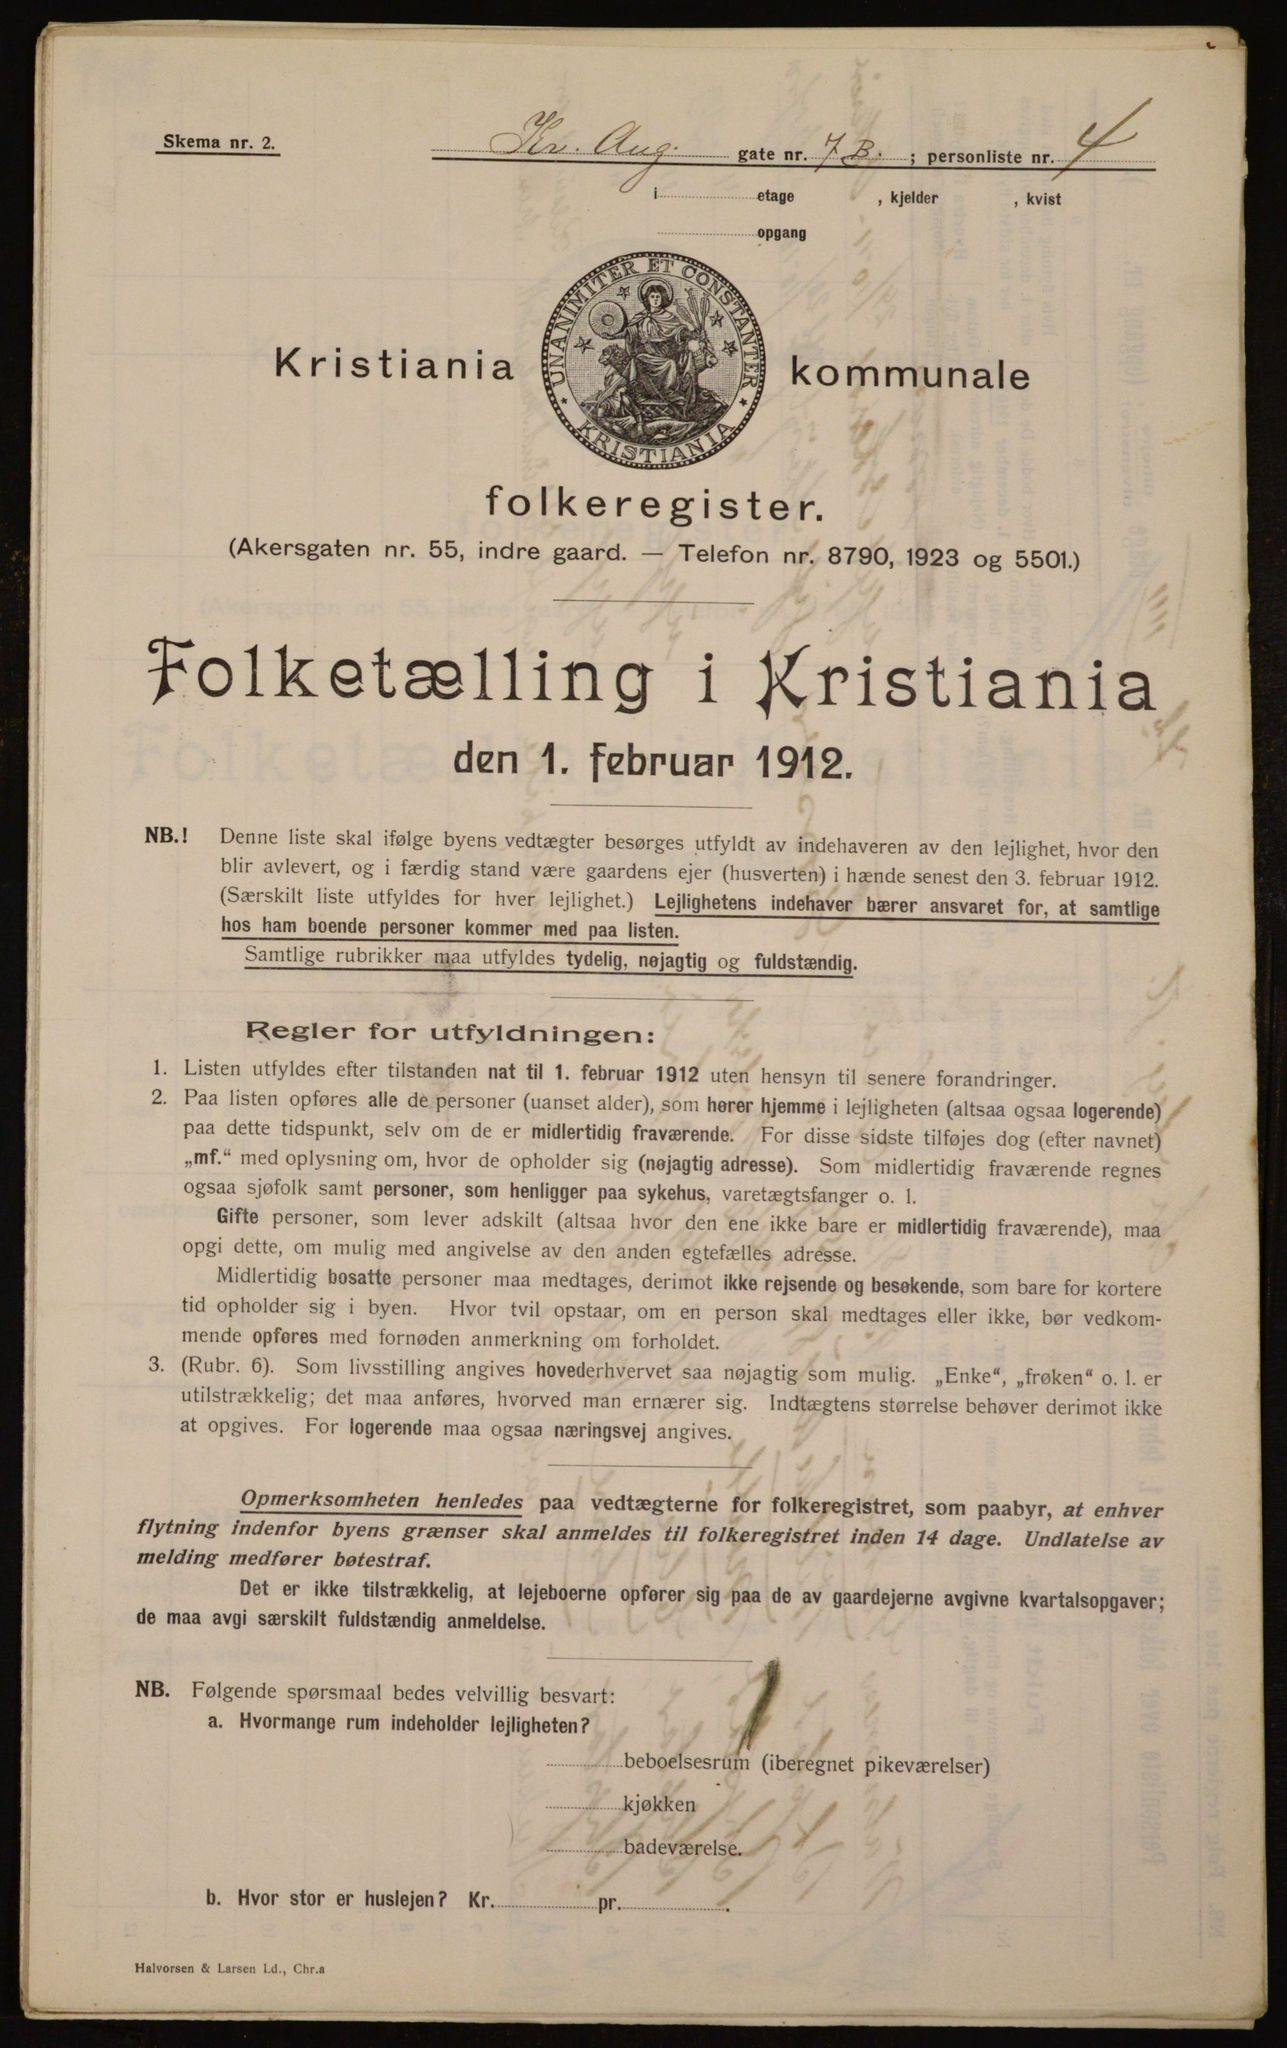 Skema nr. 2.
Kr. Aug. gate nr. 7 B. ; personliste nr. 4
i etage , kjelder , kvist
opgang
UNANIMITER ET CONSTANTER
KRISTIANIA
Kristiania kommunale
folkeregister.
(Akersgaten nr. 55, indre gaard. — Telefon nr. 8790, 1923 og 5501.)
Folketælling i Kristiania
den 1. februar 1912.
NB.! Denne liste skal ifølge byens vedtægter besørges utfyldt av indehaveren av den lejlighet, hvor den
blir avlevert, og i færdig stand være gaardens ejer (husverten) i hænde senest den 3. februar 1912.
(Særskilt liste utfyldes for hver lejlighet.) Lejlighetens indehaver bærer ansvaret for, at samtlige
hos ham boende personer kommer med paa listen.
Samtlige rubrikker maa utfyldes tydelig, nøjagtig og fuldstændig.
Regler for utfyldningen:
1. Listen utfyldes efter tilstanden nat til 1. februar 1912 uten hensyn til senere forandringer.
2. Paa listen opføres alle de personer (uanset alder), som hører hjemme i lejligheten (altsaa ogsaa logerende)
paa dette tidspunkt, selv om de er midlertidig fraværende. For disse sidste tilføjes dog (efter navnet)
„mf.“ med oplysning om, hvor de opholder sig (nøjagtig adresse). Som midlertidig fraværende regnes
ogsaa sjøfolk samt personer, som henligger paa sykehus, varetægtsfanger o. l.
Gifte personer, som lever adskilt (altsaa hvor den ene ikke bare er midlertidig fraværende), maa
opgi dette, om mulig med angivelse av den anden egtefælles adresse.
Midlertidig bosatte personer maa medtages, derimot ikke rejsende og besøkende, som bare for kortere
tid opholder sig i byen. Hvor tvil opstaar, om en person skal medtages eller ikke, bør vedkom-
mende opføres med fornøden anmerkning om forholdet.
3. (Rubr. 6). Som livsstilling angives hovederhvervet saa nøjagtig som mulig. „Enke“, „frøken“ o. l. er
utilstrækkelig; det maa anføres, hvorved man ernærer sig. Indtægtens størrelse behøver derimot ikke
at opgives. For logerende maa ogsaa næringsvej angives.
Opmerksomheten henledes paa vedtægterne for folkeregistret, som paabyr, at enhver
flytning indenfor byens grænser skal anmeldes til folkeregistret inden 14 dage. Undlatelse av
melding medfører bøtestraf.
Det er ikke tilstrækkelig, at lejeboerne opfører sig paa de av gaardejerne avgivne kvartalsopgaver;
de maa avgi særskilt fuldstændig anmeldelse.
NB. Følgende spørsmaal bedes velvillig besvart:
a. Hvormange rum indeholder lejligheten?
beboelsesrum (iberegnet pikeværelser)
kjøkken
badeværelse.
b. Hvor stor er huslejen? Kr. pr. .
Halvorsen & Larsen Ld., Chr.a